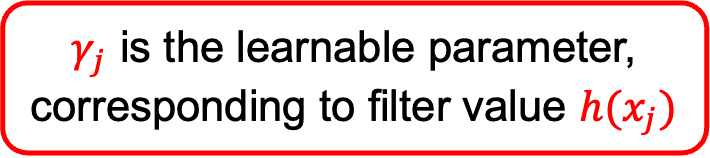 γⱼ is the learnable parameter,
corresponding to filter value h(xⱼ)